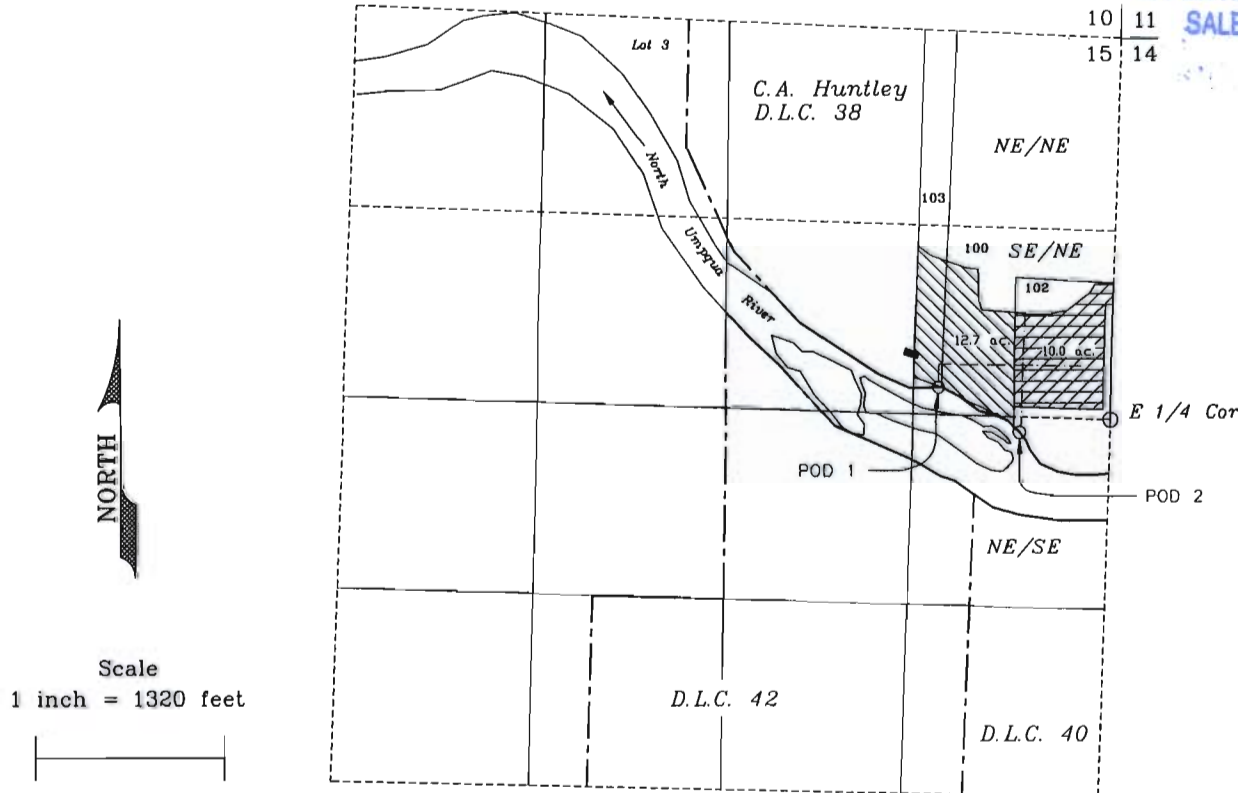 10 11
SALE
15 14
Lot 3
C.A. Huntley
D.L.C. 38
NE/NE
North
103
Umpqua
100
SE/NE
102
River
12.7 ac.
10.0 ac.
E 1/4 Cor
POD 1
POD 2
NORTH
NE/SE
Scale
1 inch = 1320 feet
D.L.C. 42
D.L.C. 40